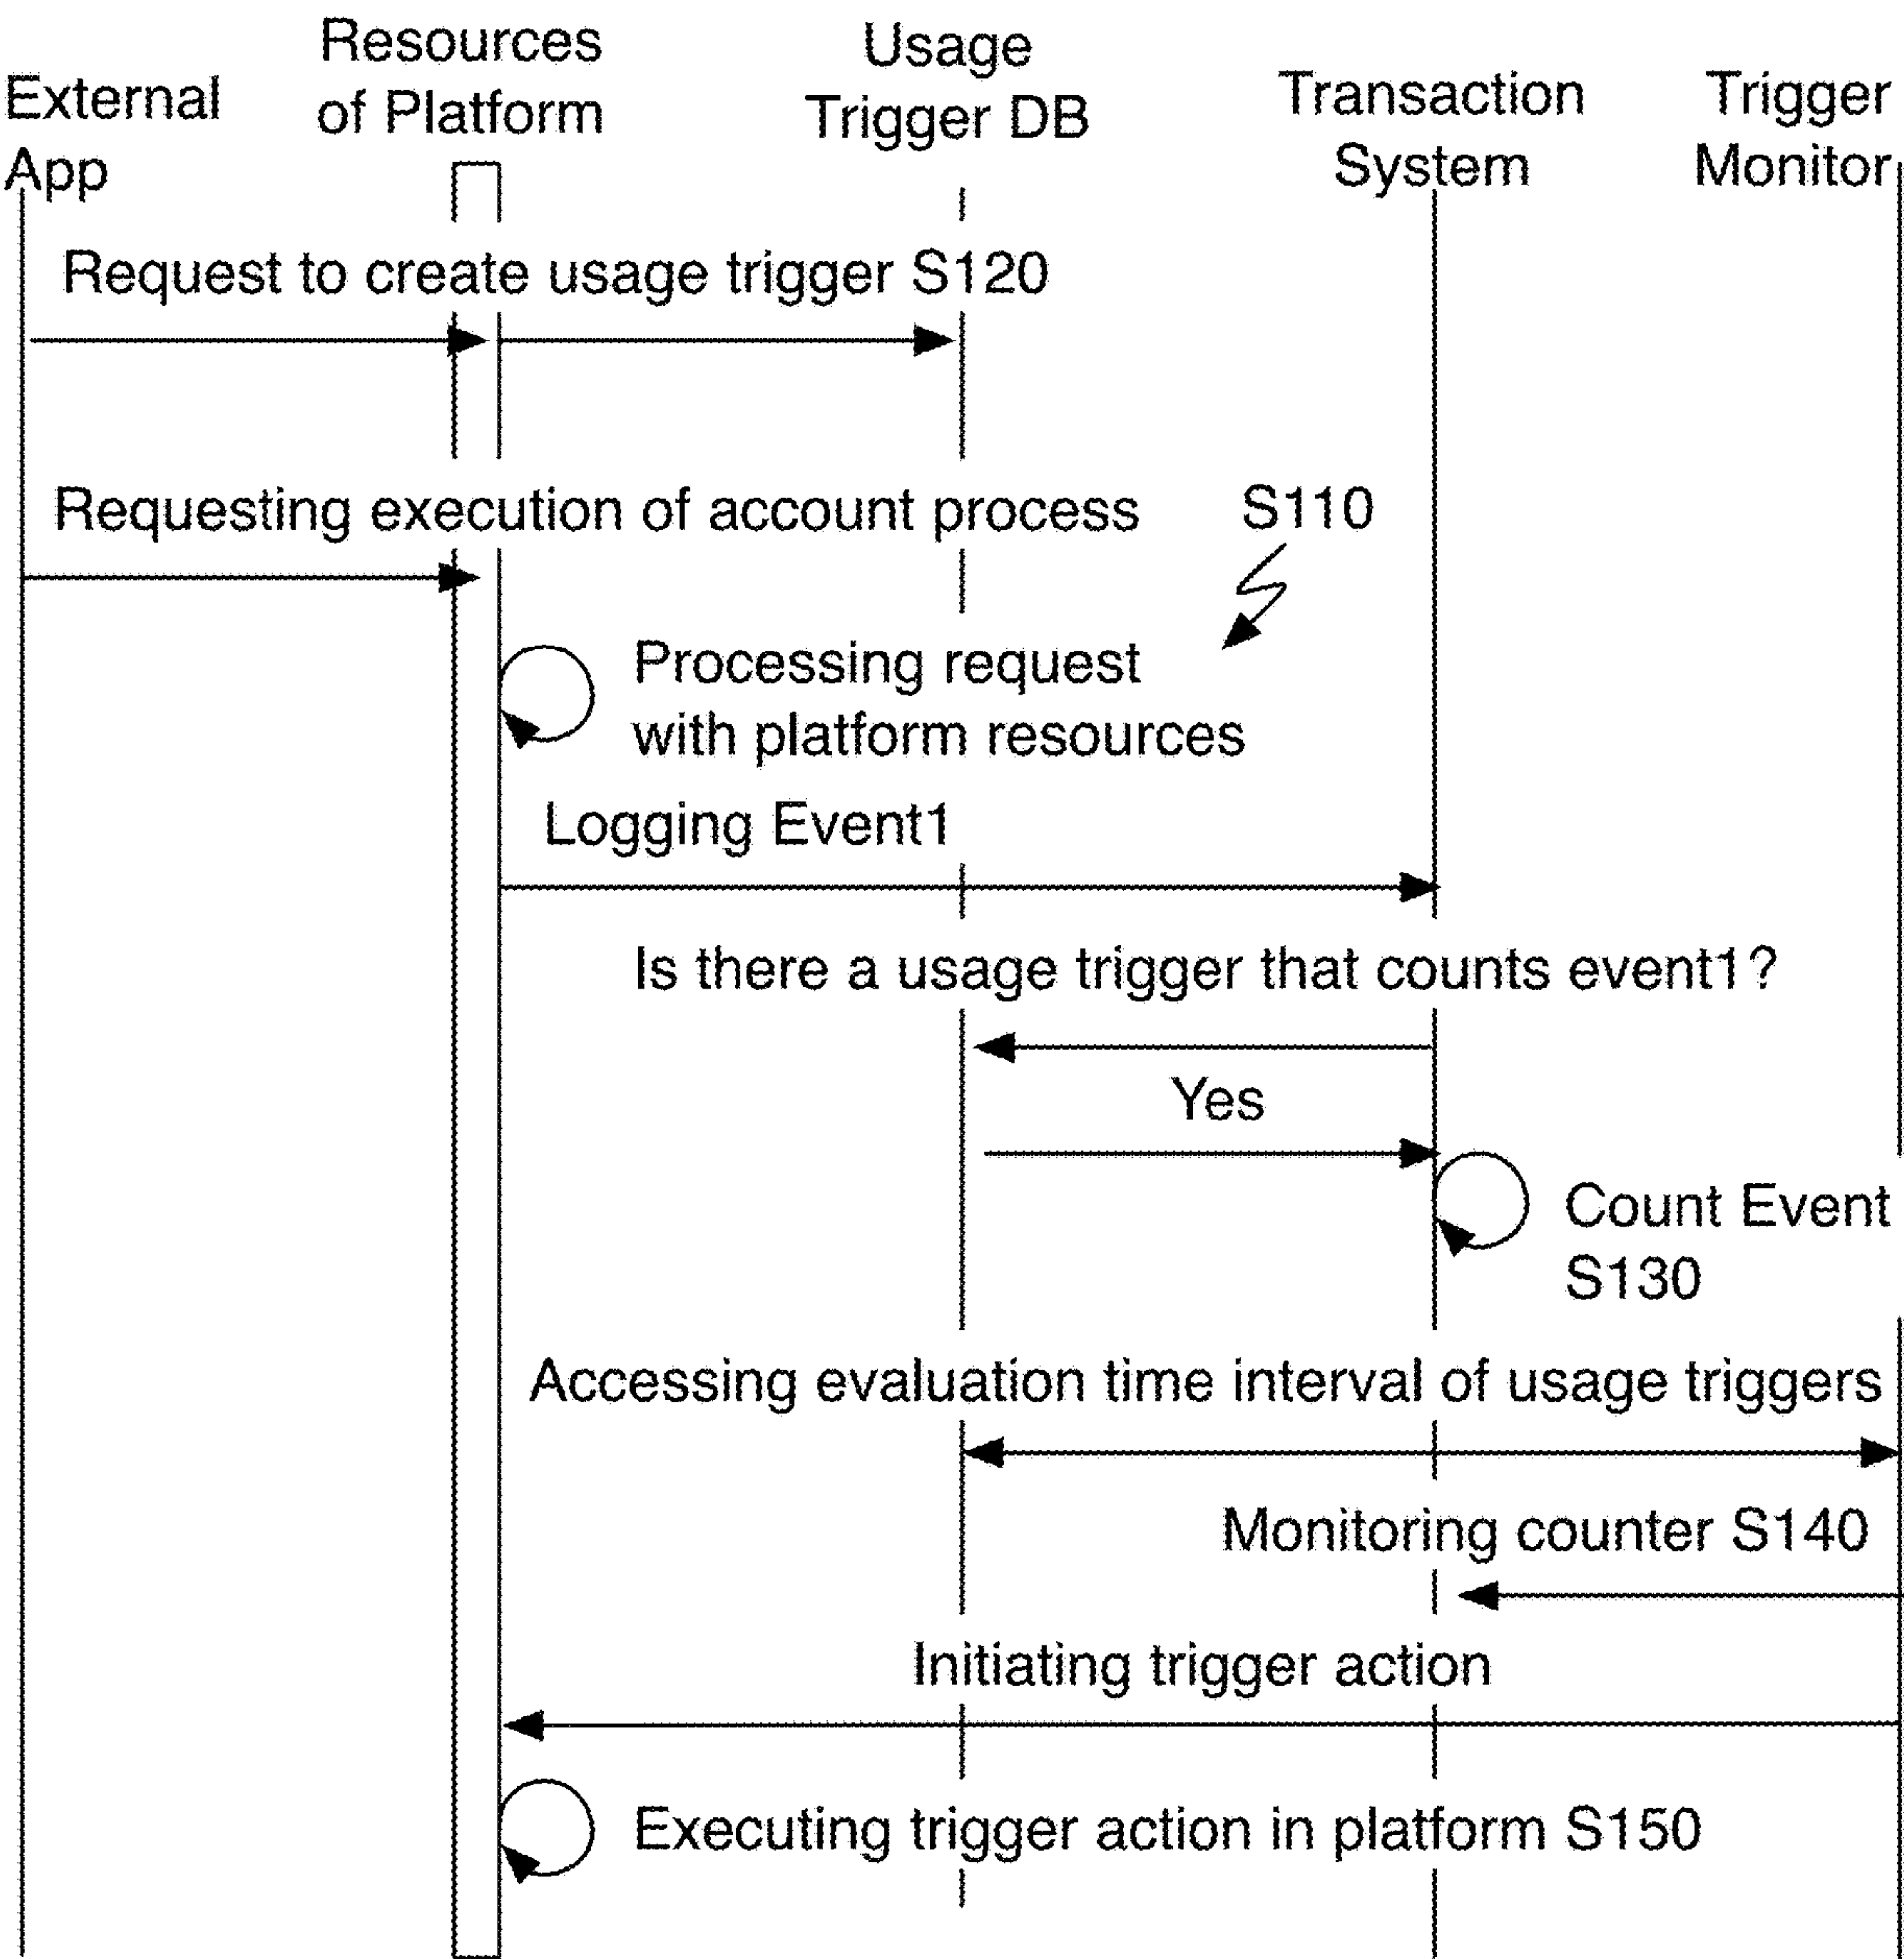 External
App
Resources
of Platform
Usage
Trigger DB
Transaction
System
Trigger
Monitor
Request to create usage trigger S120
Requesting execution of account process
S110
Processing request
with platform resources
Logging Event1
Is there a usage trigger that counts event1?
Yes
Count Event
S130
Accessing evaluation time interval of usage triggers
Monitoring counter S140
Initiating trigger action
Executing trigger action in platform S150